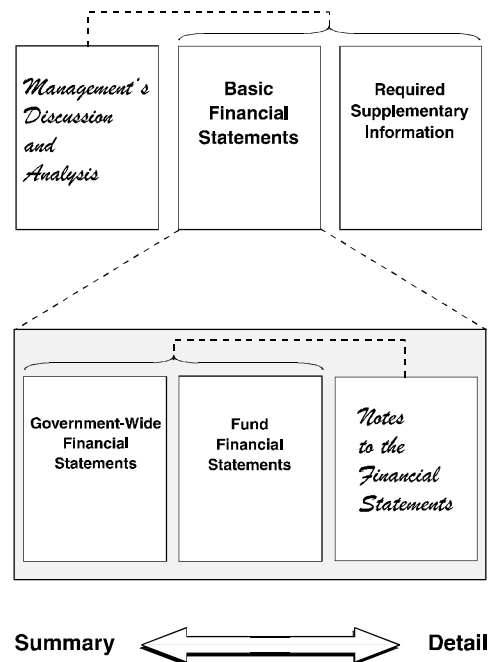 Management's
Discussion
and
Analysis
Basic
Financial
Statements
Required
Supplementary
Information
Government-Wide
Financial
Statements
Fund
Financial
Statements
Notes
to the
Financial
Statements
Summary
Detail